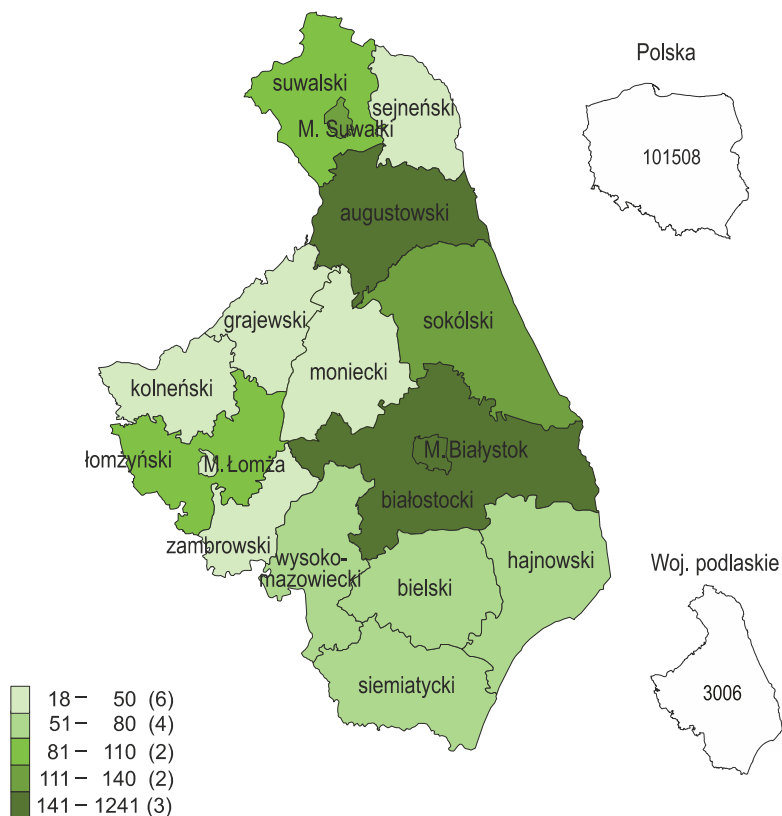 Polska
101508
suwalski
sejneński
M. Suwałki
augustowski
grajewski
sokólski
moniecki
kolneński
łomżyński
M. Łomża
M. Białystok
białostocki
zambrowski
wysoko-
mazowiecki
hajnowski
bielski
siemiatycki
Woj. podlaskie
3006
18 – 50 (6)
51 – 80 (4)
81 – 110 (2)
111 – 140 (2)
141 – 1241 (3)